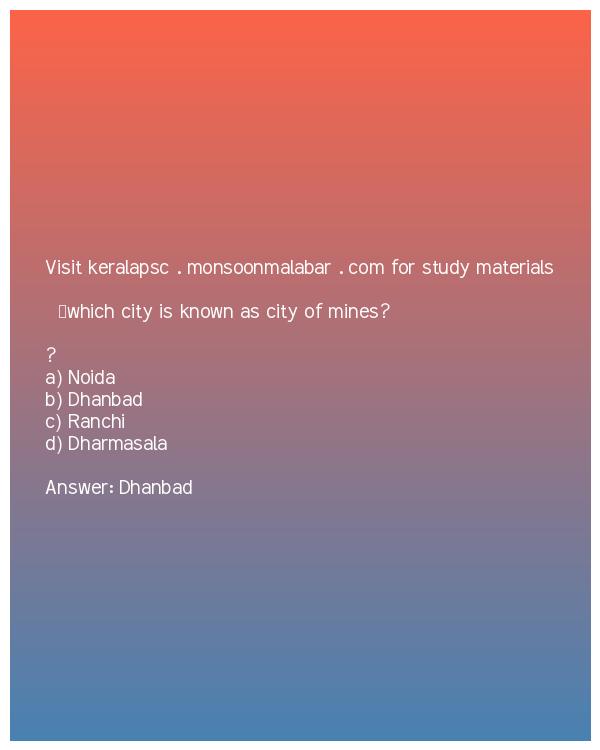 Visit keralapsc . monsoonmalabar . com for study materials
which city is known as city of mines?
?
a) Noida
b) Dhanbad
c) Ranchi
d) Dharmasala
Answer: Dhanbad